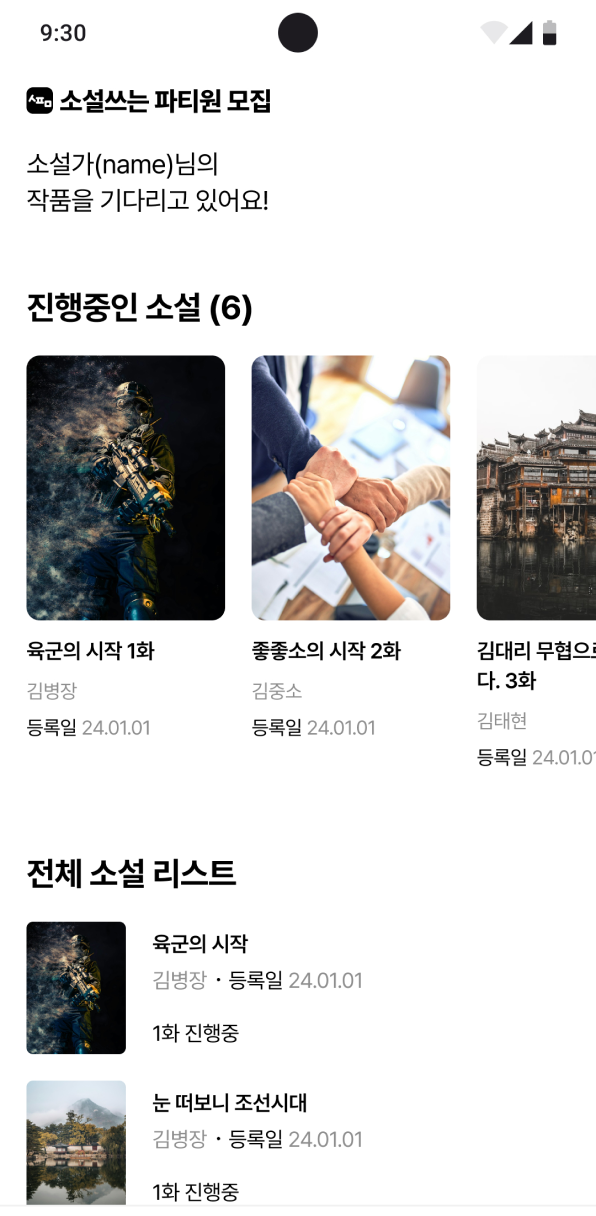 9:30
소설쓰는 파티원 모집
소설가(name)님의
작품을 기다리고 있어요!
진행중인 소설 (6)
육군의 시작 1화
김병장
등록일 24.01.01
좋좋소의 시작 2화
김중소
등록일 24.01.01
김대리 무협으로
다. 3화
김태현
등록일 24.01.01
전체 소설 리스트
육군의 시작
김병장 · 등록일 24.01.01
1화 진행중
눈 떠보니 조선시대
김병장 · 등록일 24.01.01
1화 진행중